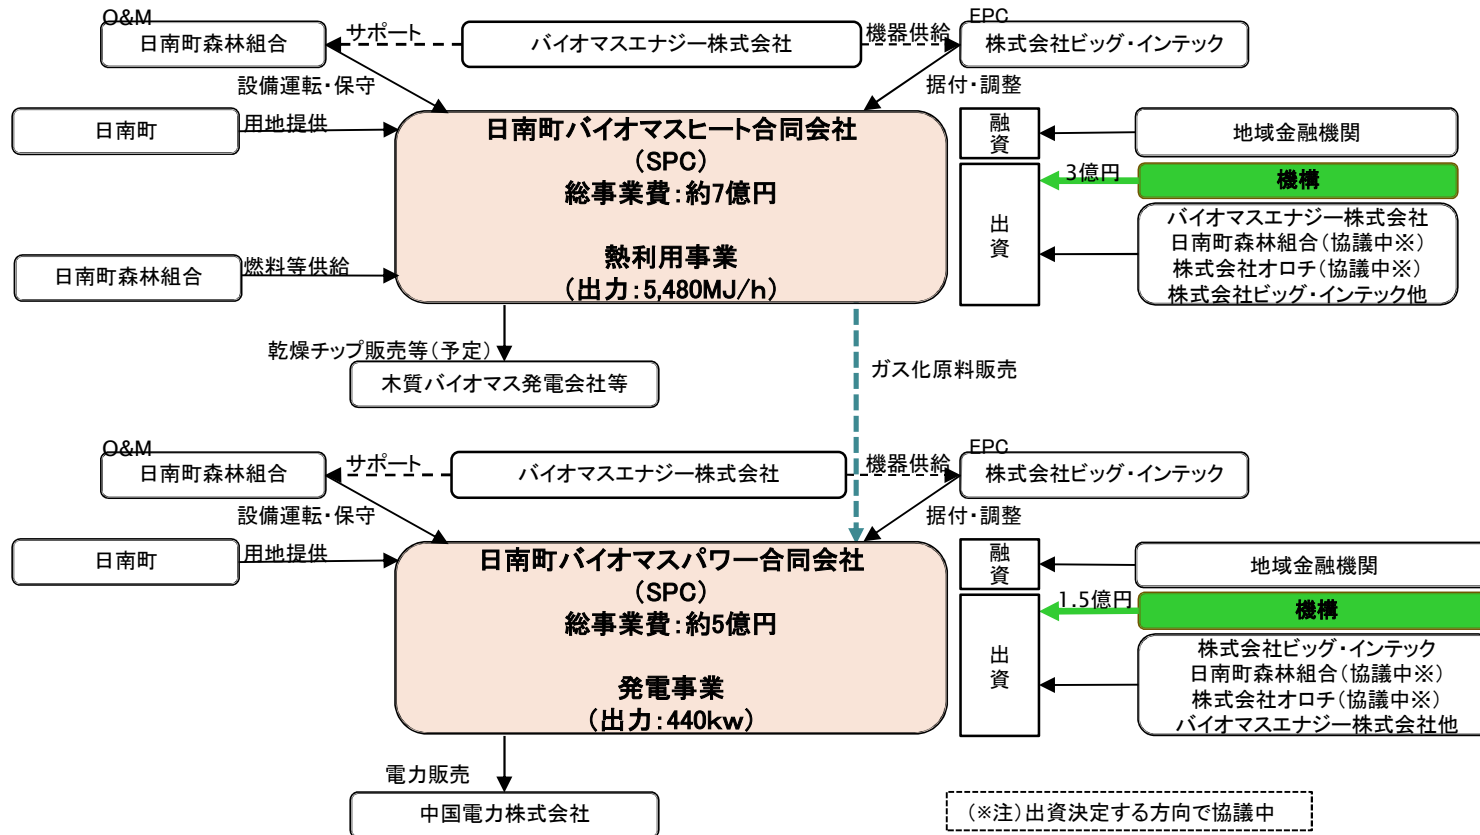 O&M
日南町森林組合
サポート
バイオマスエナジー株式会社
機器供給
EPC
株式会社ビッグ・インテック
設備運転・保守
据付・調整
日南町
用地提供
日南町バイオマスヒート合同会社
(SPC)
総事業費：約7億円
熱利用事業
(出力：5,480MJ/h)
日南町森林組合
燃料等供給
融資
地域金融機関
出資
3億円
機構
バイオマスエナジー株式会社
日南町森林組合(協議中※)
株式会社オロチ(協議中※)
株式会社ビッグ・インテック他
乾燥チップ販売等(予定)
木質バイオマス発電会社等
ガス化原料販売
O&M
日南町森林組合
サポート
バイオマスエナジー株式会社
機器供給
EPC
株式会社ビッグ・インテック
設備運転・保守
据付・調整
日南町
用地提供
日南町バイオマスパワー合同会社
(SPC)
総事業費：約5億円
発電事業
(出力：440kw)
融資
地域金融機関
出資
1.5億円
機構
株式会社ビッグ・インテック
日南町森林組合(協議中※)
株式会社オロチ(協議中※)
バイオマスエナジー株式会社他
電力販売
中国電力株式会社
(※注)出資決定する方向で協議中